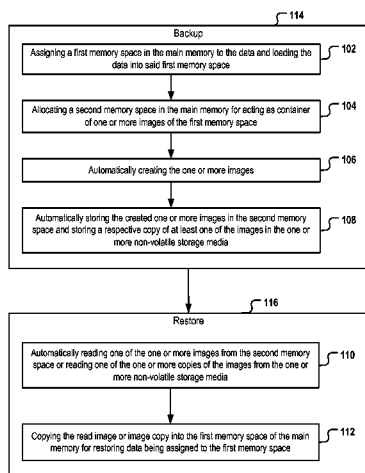 114
Backup
Assigning a first memory space in the main memory to the data and loading the
data into said first memory space
102
Allocating a second memory space in the main memory for acting as container
of one or more images of the first memory space
104
Automatically creating the one or more images
106
Automatically storing the created one or more images in the second memory
space and storing a respective copy of at least one of the images in the one or
more non-volatile storage media
108
116
Restore
Automatically reading one of the one or more images from the second memory
space or reading one of the one or more copies of the images from the one or
more non-volatile storage media
110
Copying the read image or image copy into the first memory space of the main
memory for restoring data being assigned to the first memory space
112